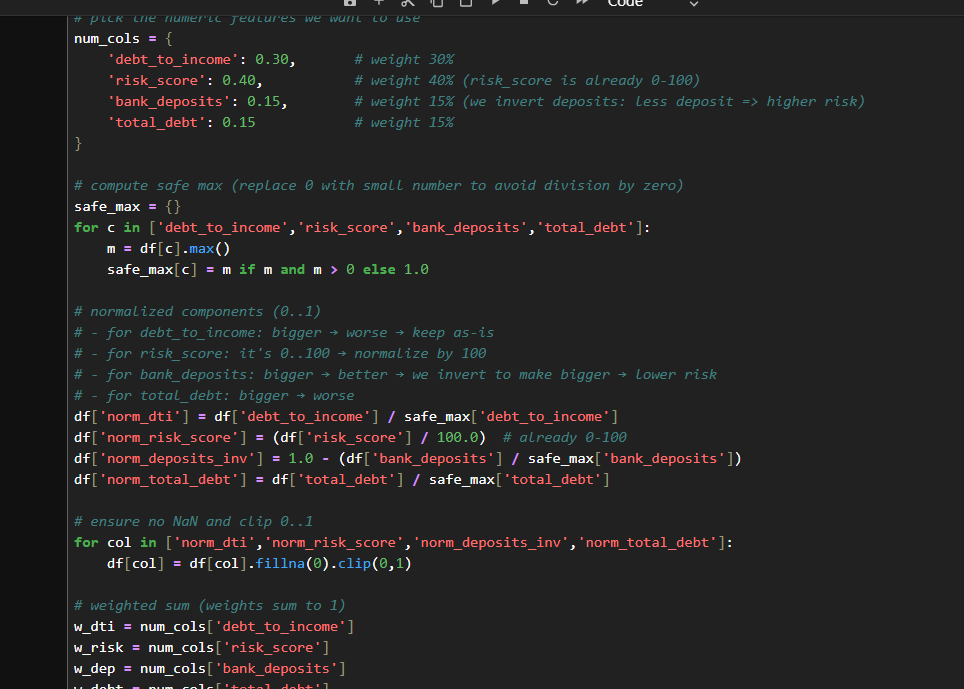 Code
# pick the numeric features we want to use
num_cols = {
    'debt_to_income': 0.30,       # weight 30%
    'risk_score': 0.40,           # weight 40% (risk_score is already 0-100)
    'bank_deposits': 0.15,        # weight 15% (we invert deposits: less deposit => higher risk)
    'total_debt': 0.15            # weight 15%
}

# compute safe max (replace 0 with small number to avoid division by zero)
safe_max = {}
for c in ['debt_to_income','risk_score','bank_deposits','total_debt']:
    m = df[c].max()
    safe_max[c] = m if m and m > 0 else 1.0

# normalized components (0..1)
# - for debt_to_income: bigger → worse → keep as-is
# - for risk_score: it's 0..100 → normalize by 100
# - for bank_deposits: bigger → better → we invert to make bigger → lower risk
# - for total_debt: bigger → worse
df['norm_dti'] = df['debt_to_income'] / safe_max['debt_to_income']
df['norm_risk_score'] = (df['risk_score'] / 100.0)  # already 0-100
df['norm_deposits_inv'] = 1.0 - (df['bank_deposits'] / safe_max['bank_deposits'])
df['norm_total_debt'] = df['total_debt'] / safe_max['total_debt']

# ensure no NaN and clip 0..1
for col in ['norm_dti','norm_risk_score','norm_deposits_inv','norm_total_debt']:
    df[col] = df[col].fillna(0).clip(0,1)

# weighted sum (weights sum to 1)
w_dti = num_cols['debt_to_income']
w_risk = num_cols['risk_score']
w_dep = num_cols['bank_deposits']
w_debt = num_cols['total_debt']